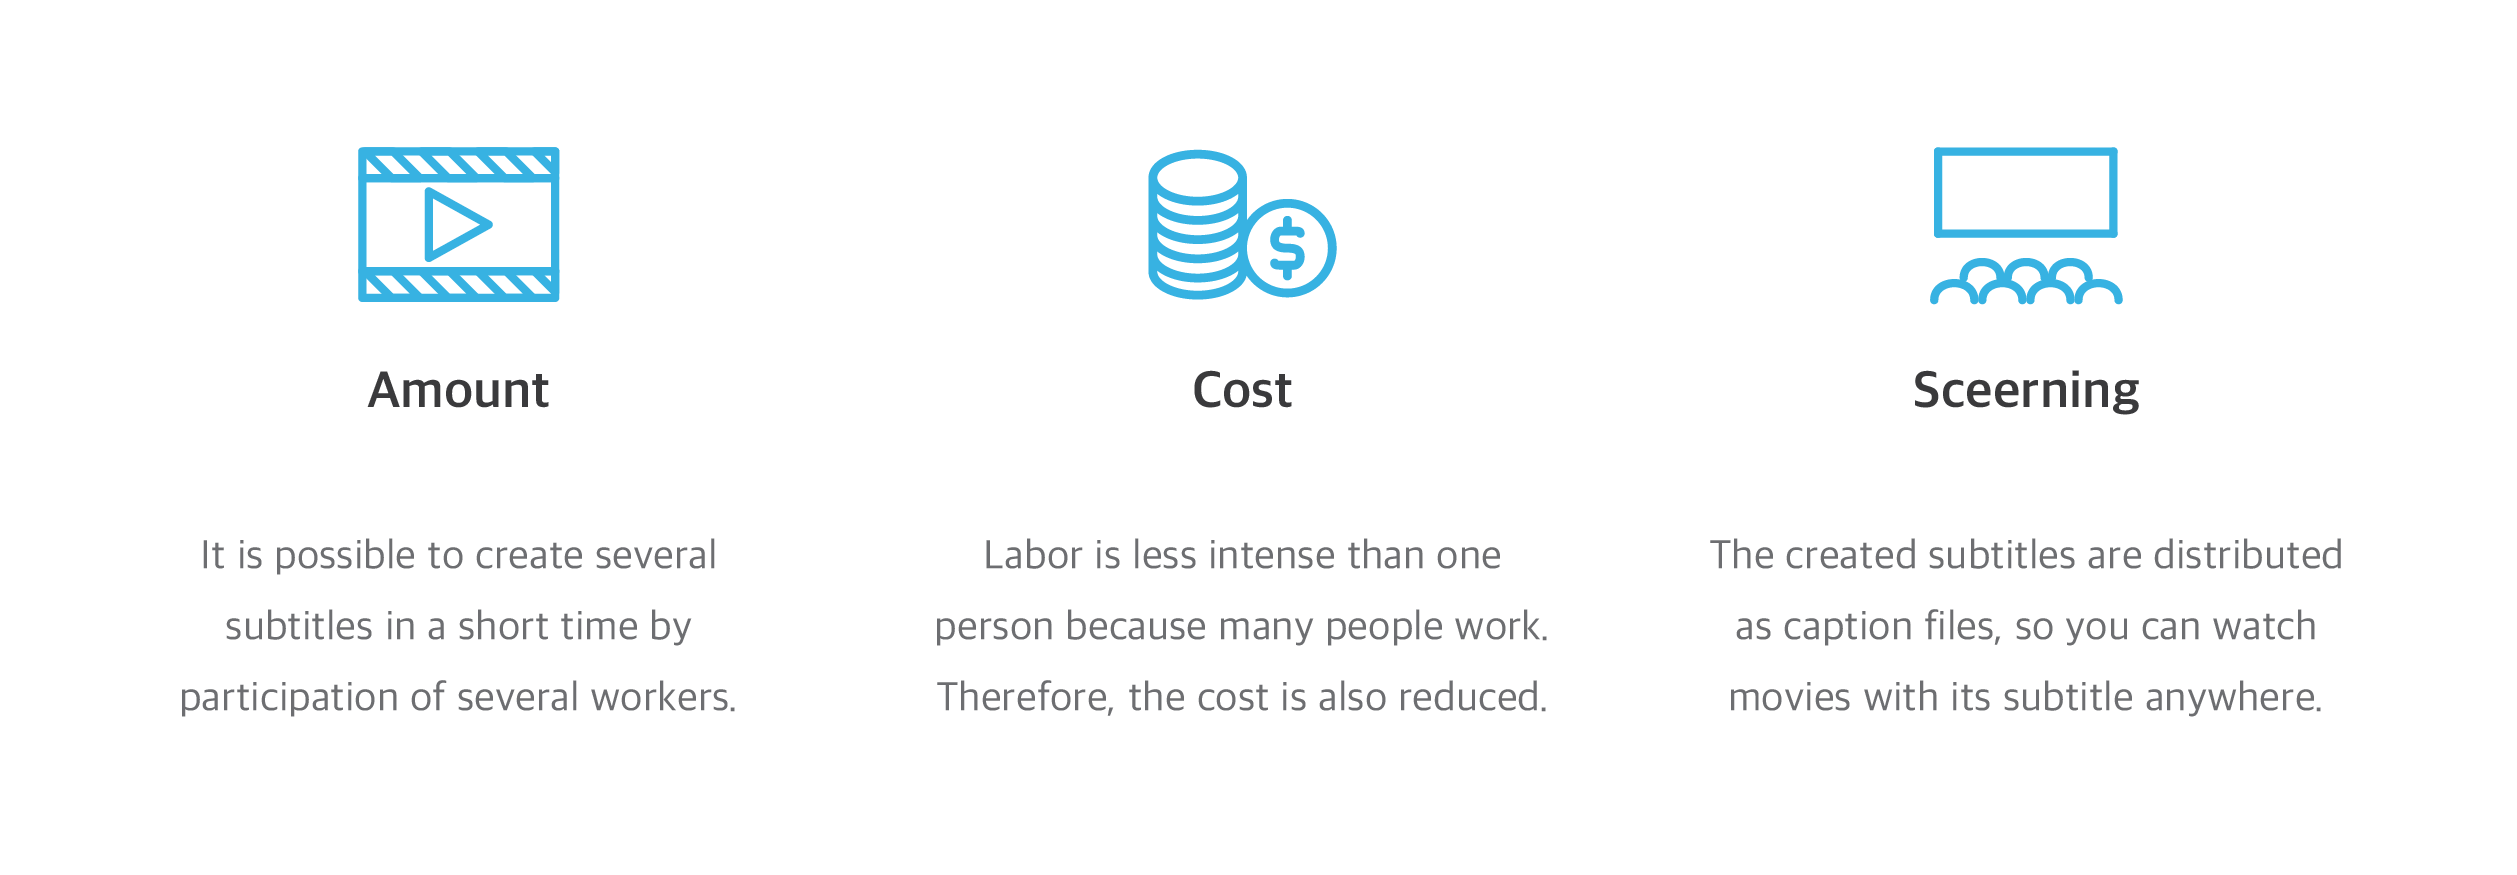 Amount
It is possible to create several
subtitles in a short time by
participation of several workers.
Cost
Labor is less intense than one
person because many people work.
Therefore, the cost is also reduced.
Sceerning
The created subtitles are distributed
as caption files, so you can watch
movies with its subtitle anywhere.